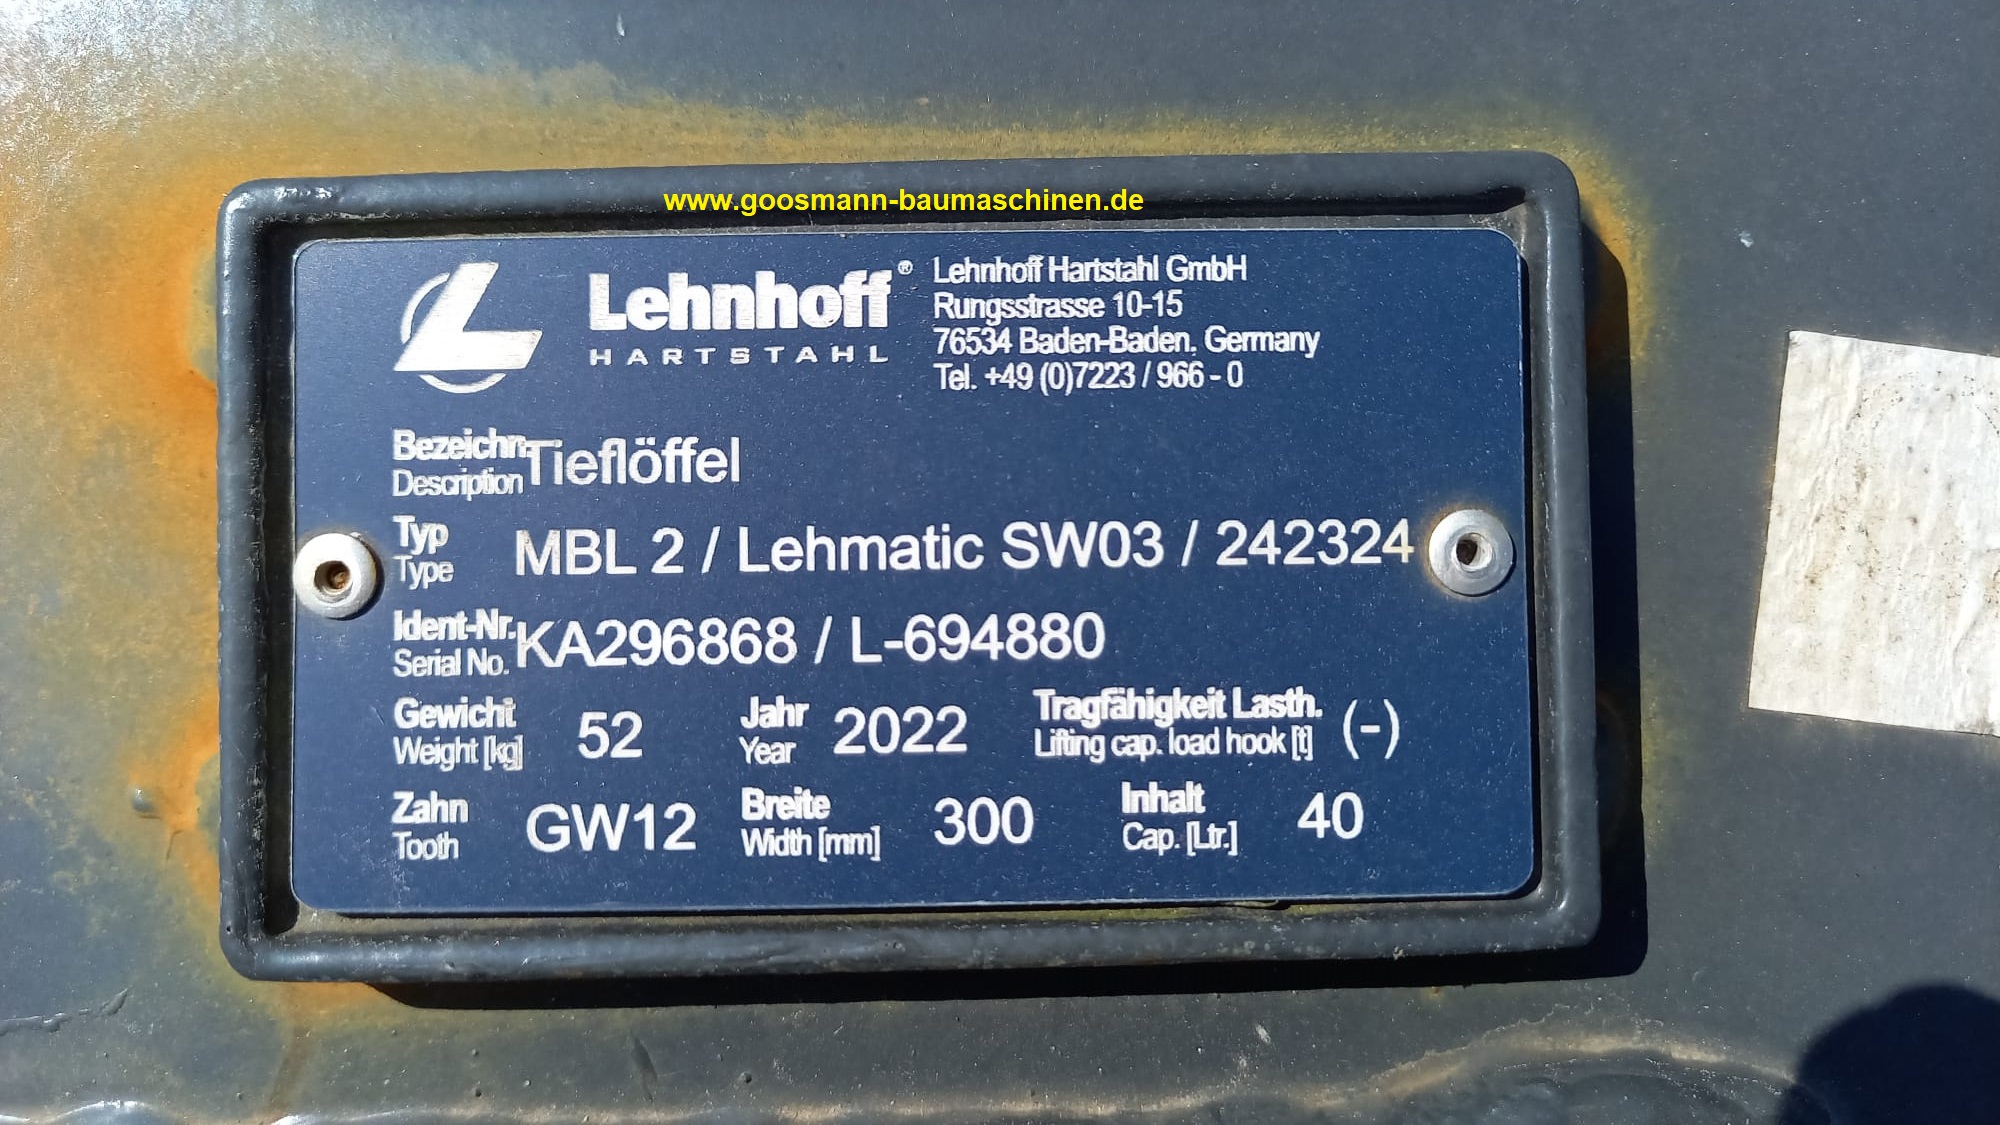 www.goosmann-baumaschinen.de
Lehnhoff®
HARTSTAHL
Lehnhoff Hartstahl GmbH
Rungsstrasse 10-15
76534 Baden-Baden. Germany
Tel. +49 (0)7223 / 966 - 0
Bezeichn. Tieflöffel
Description
Typ MBL 2 / Lehmatic SW03 / 242324
Type
Ident-Nr. KA296868 / L-694880
Serial No.
Gewicht 52 Jahr 2022 Tragfähigkeit Lasth. (-)
Weight [kg] Year Lifting cap. load hook [t]
Zahn GW12 Breite 300 Inhalt 40
Tooth Width [mm] Cap. [Ltr.]